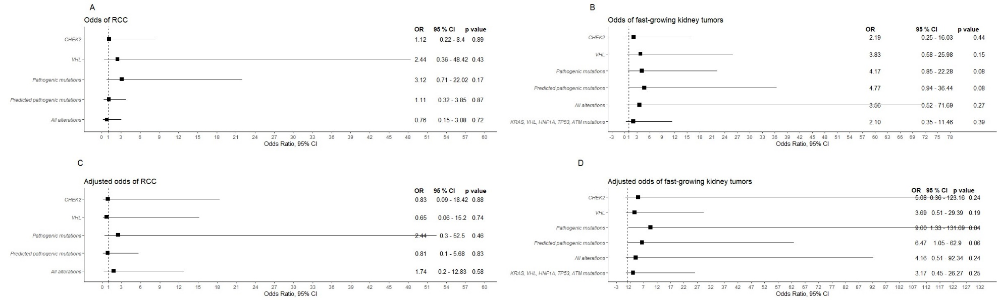 A
Odds of RCC
OR 95 % CI p value
CHEK2 1.12 0.22 - 8.4 0.89
VHL 2.44 0.36 - 48.42 0.43
Pathogenic mutations 3.12 0.71 - 22.02 0.17
Predicted pathogenic mutations 1.11 0.32 - 3.85 0.87
All alterations 0.76 0.15 - 3.08 0.72
0 1 3 6 9 12 15 18 21 24 27 30 33 36 39 42 45 48 51 54 57 60
Odds Ratio, 95% CI
B
Odds of fast-growing kidney tumors
OR 95 % CI p value
CHEK2 2.19 0.25 - 16.03 0.44
VHL 3.83 0.58 - 25.98 0.15
Pathogenic mutations 4.17 0.85 - 22.28 0.08
Predicted pathogenic mutations 4.77 0.94 - 36.44 0.08
All alterations 3.56 0.52 - 71.69 0.27
KRAS, VHL, HNF1A, TP53, ATM mutations 2.10 0.35 - 11.46 0.39
-3 0 1 3 6 9 12 15 18 21 24 27 30 33 36 39 42 45 48 51 54 57 60 63 66 69 72 75 78
Odds Ratio, 95% CI
C
Adjusted odds of RCC
OR 95 % CI p value
CHEK2 0.83 0.09 - 18.42 0.88
VHL 0.65 0.06 - 15.2 0.74
Pathogenic mutations 2.44 0.3 - 52.5 0.46
Predicted pathogenic mutations 0.81 0.1 - 5.68 0.83
All alterations 1.74 0.2 - 12.83 0.58
0 1 3 6 9 12 15 18 21 24 27 30 33 36 39 42 45 48 51 54 57 60
Odds Ratio, 95% CI
D
Adjusted odds of fast-growing kidney tumors
OR 95 % CI p value
CHEK2 5.08 0.36 - 123.16 0.24
VHL 3.69 0.51 - 29.39 0.19
Pathogenic mutations 9.60 1.33 - 131.69 0.04
Predicted pathogenic mutations 6.47 1.05 - 62.9 0.06
All alterations 4.16 0.51 - 92.34 0.24
KRAS, VHL, HNF1A, TP53, ATM mutations 3.17 0.45 - 26.27 0.25
-3 12 7 12 17 22 27 32 37 42 47 52 57 62 67 72 77 82 87 92 97 102 107 112 117 122 127 132
Odds Ratio, 95% CI